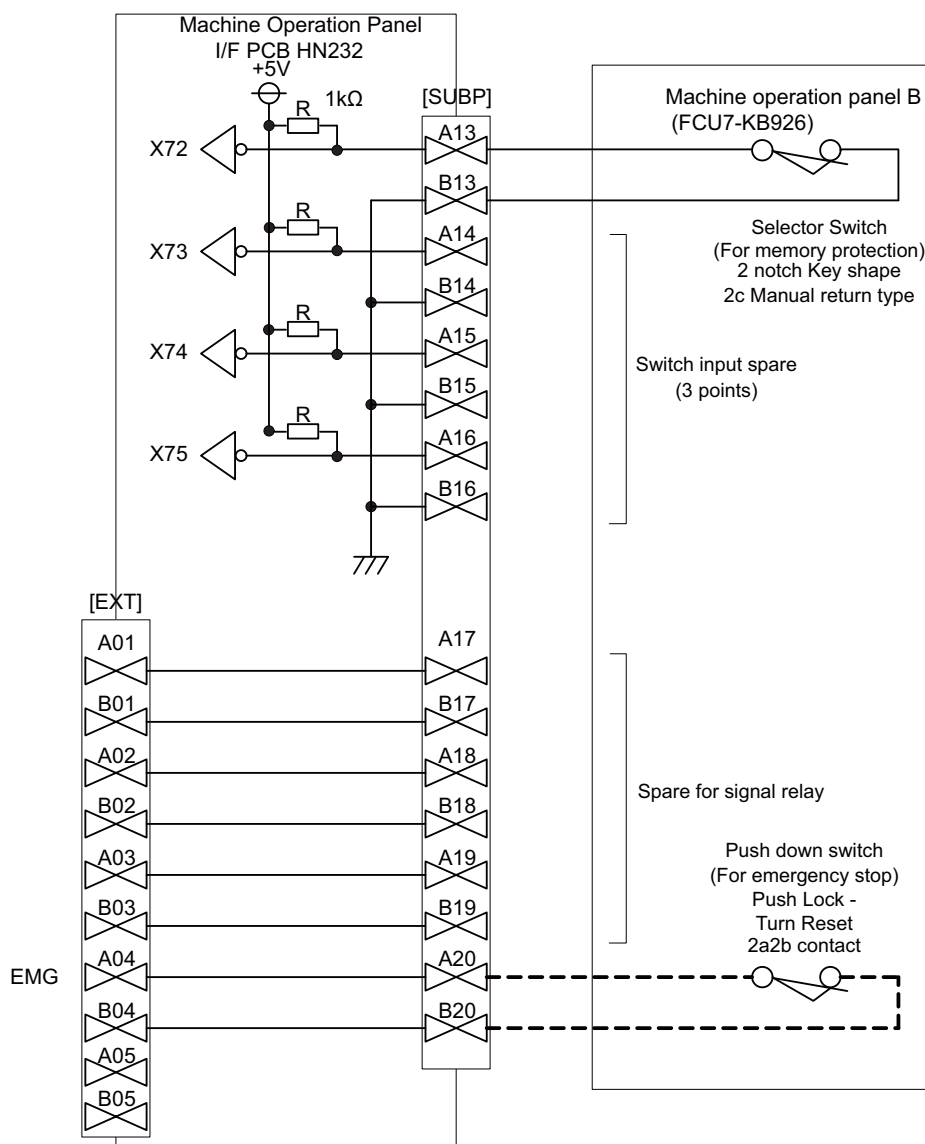 Machine Operation Panel
I/F PCB HN232
+5V
R
1kΩ
[SUBP]
Machine operation panel B
(FCU7-KB926)
X72
A13
B13
R
X73
A14
Selector Switch
(For memory protection)
2 notch Key shape
2c Manual return type
B14
R
X74
A15
Switch input spare
(3 points)
B15
R
X75
A16
B16
[EXT]
A01
A17
B01
B17
A02
A18
B02
B18
Spare for signal relay
A03
A19
B03
B19
Push down switch
(For emergency stop)
Push Lock -
Turn Reset
2a2b contact
EMG
A04
A20
B04
B20
A05
B05